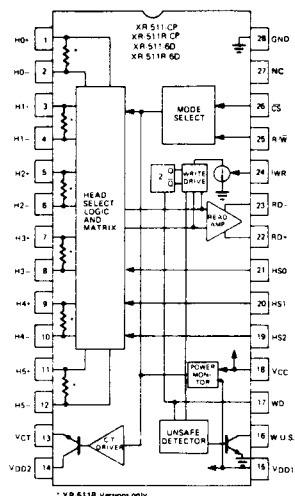 XR-511-CP
XR-511R-CP
XR-511-6D
XR-511R-6D
H0+ 1
H0- 2
H1+ 3
H1- 4
H2+ 5
H2- 6
H3+ 7
H3- 8
H4+ 9
H4- 10
H5+ 11
H5- 12
VCT 13
VDD2 14
28 GND
27 NC
26 CS
25 R/W
24 IWR
23 RD-
22 RD+
21 HS0
20 HS1
19 HS2
18 VCC
17 WD
16 W.U.S.
15 VDD1
HEAD
SELECT
LOGIC
AND
MATRIX
MODE
SELECT
2 Q
Q
WRITE
DRIVE
READ
AMP
POWER
MONI
TOR
UNSAFE
DETECTOR
C.T.
DRIVER
* XR-511R Versions only